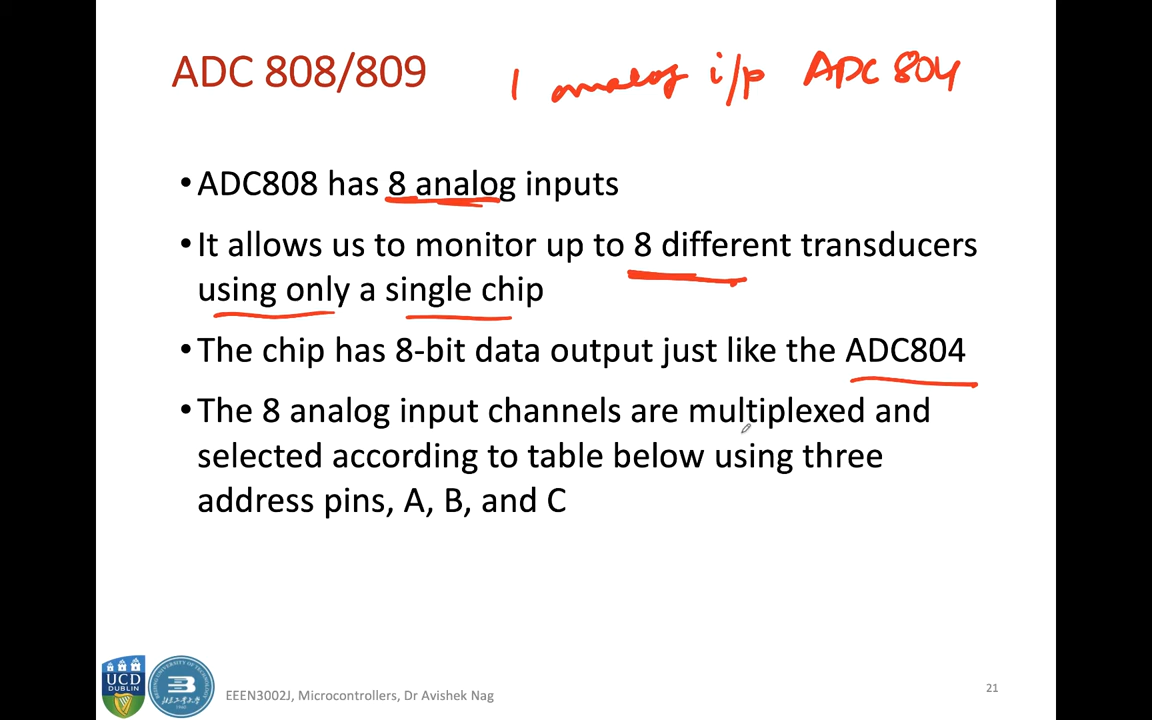 ADC 808/809
1 analog i/p ADC 804
•ADC808 has 8 analog inputs
•It allows us to monitor up to 8 different transducers
using only a single chip
•The chip has 8-bit data output just like the ADC804
•The 8 analog input channels are multiplexed and
selected according to table below using three
address pins, A, B, and C
UCD
DUBLIN
EEEN3002J, Microcontrollers, Dr Avishek Nag
21